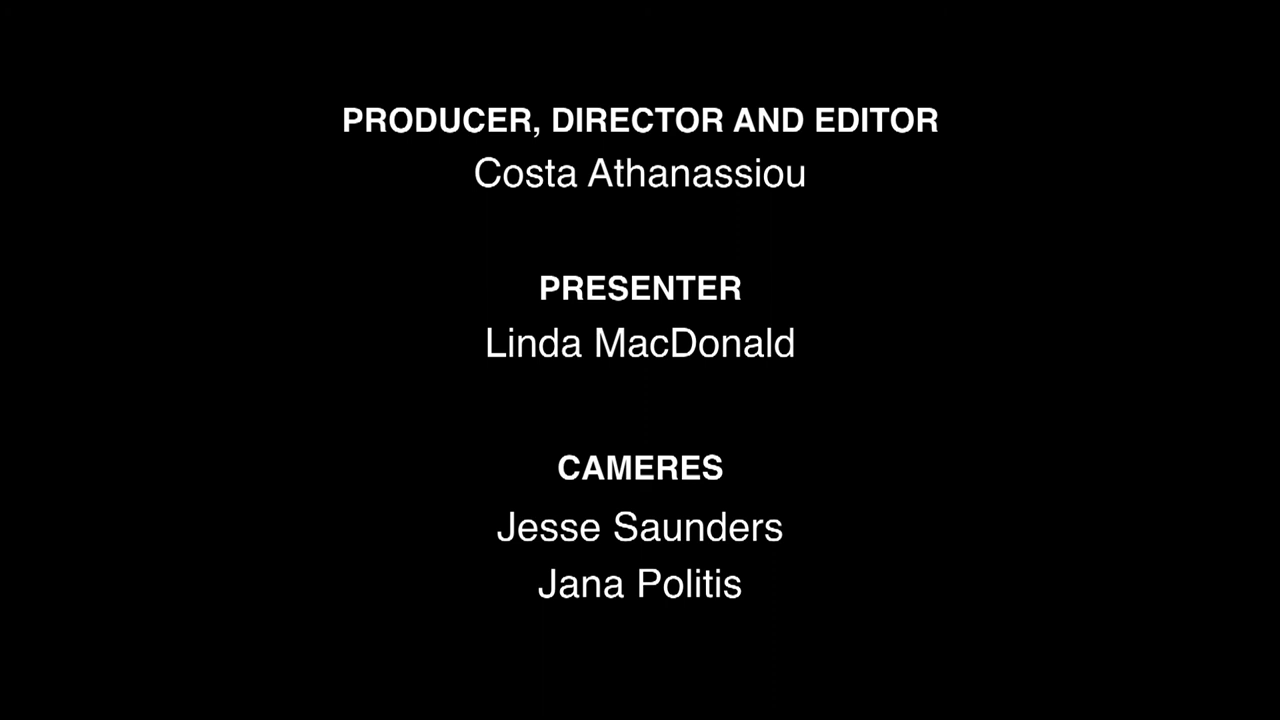 PRODUCER, DIRECTOR AND EDITOR
Costa Athanassiou
PRESENTER
Linda MacDonald
CAMERES
Jesse Saunders
Jana Politis